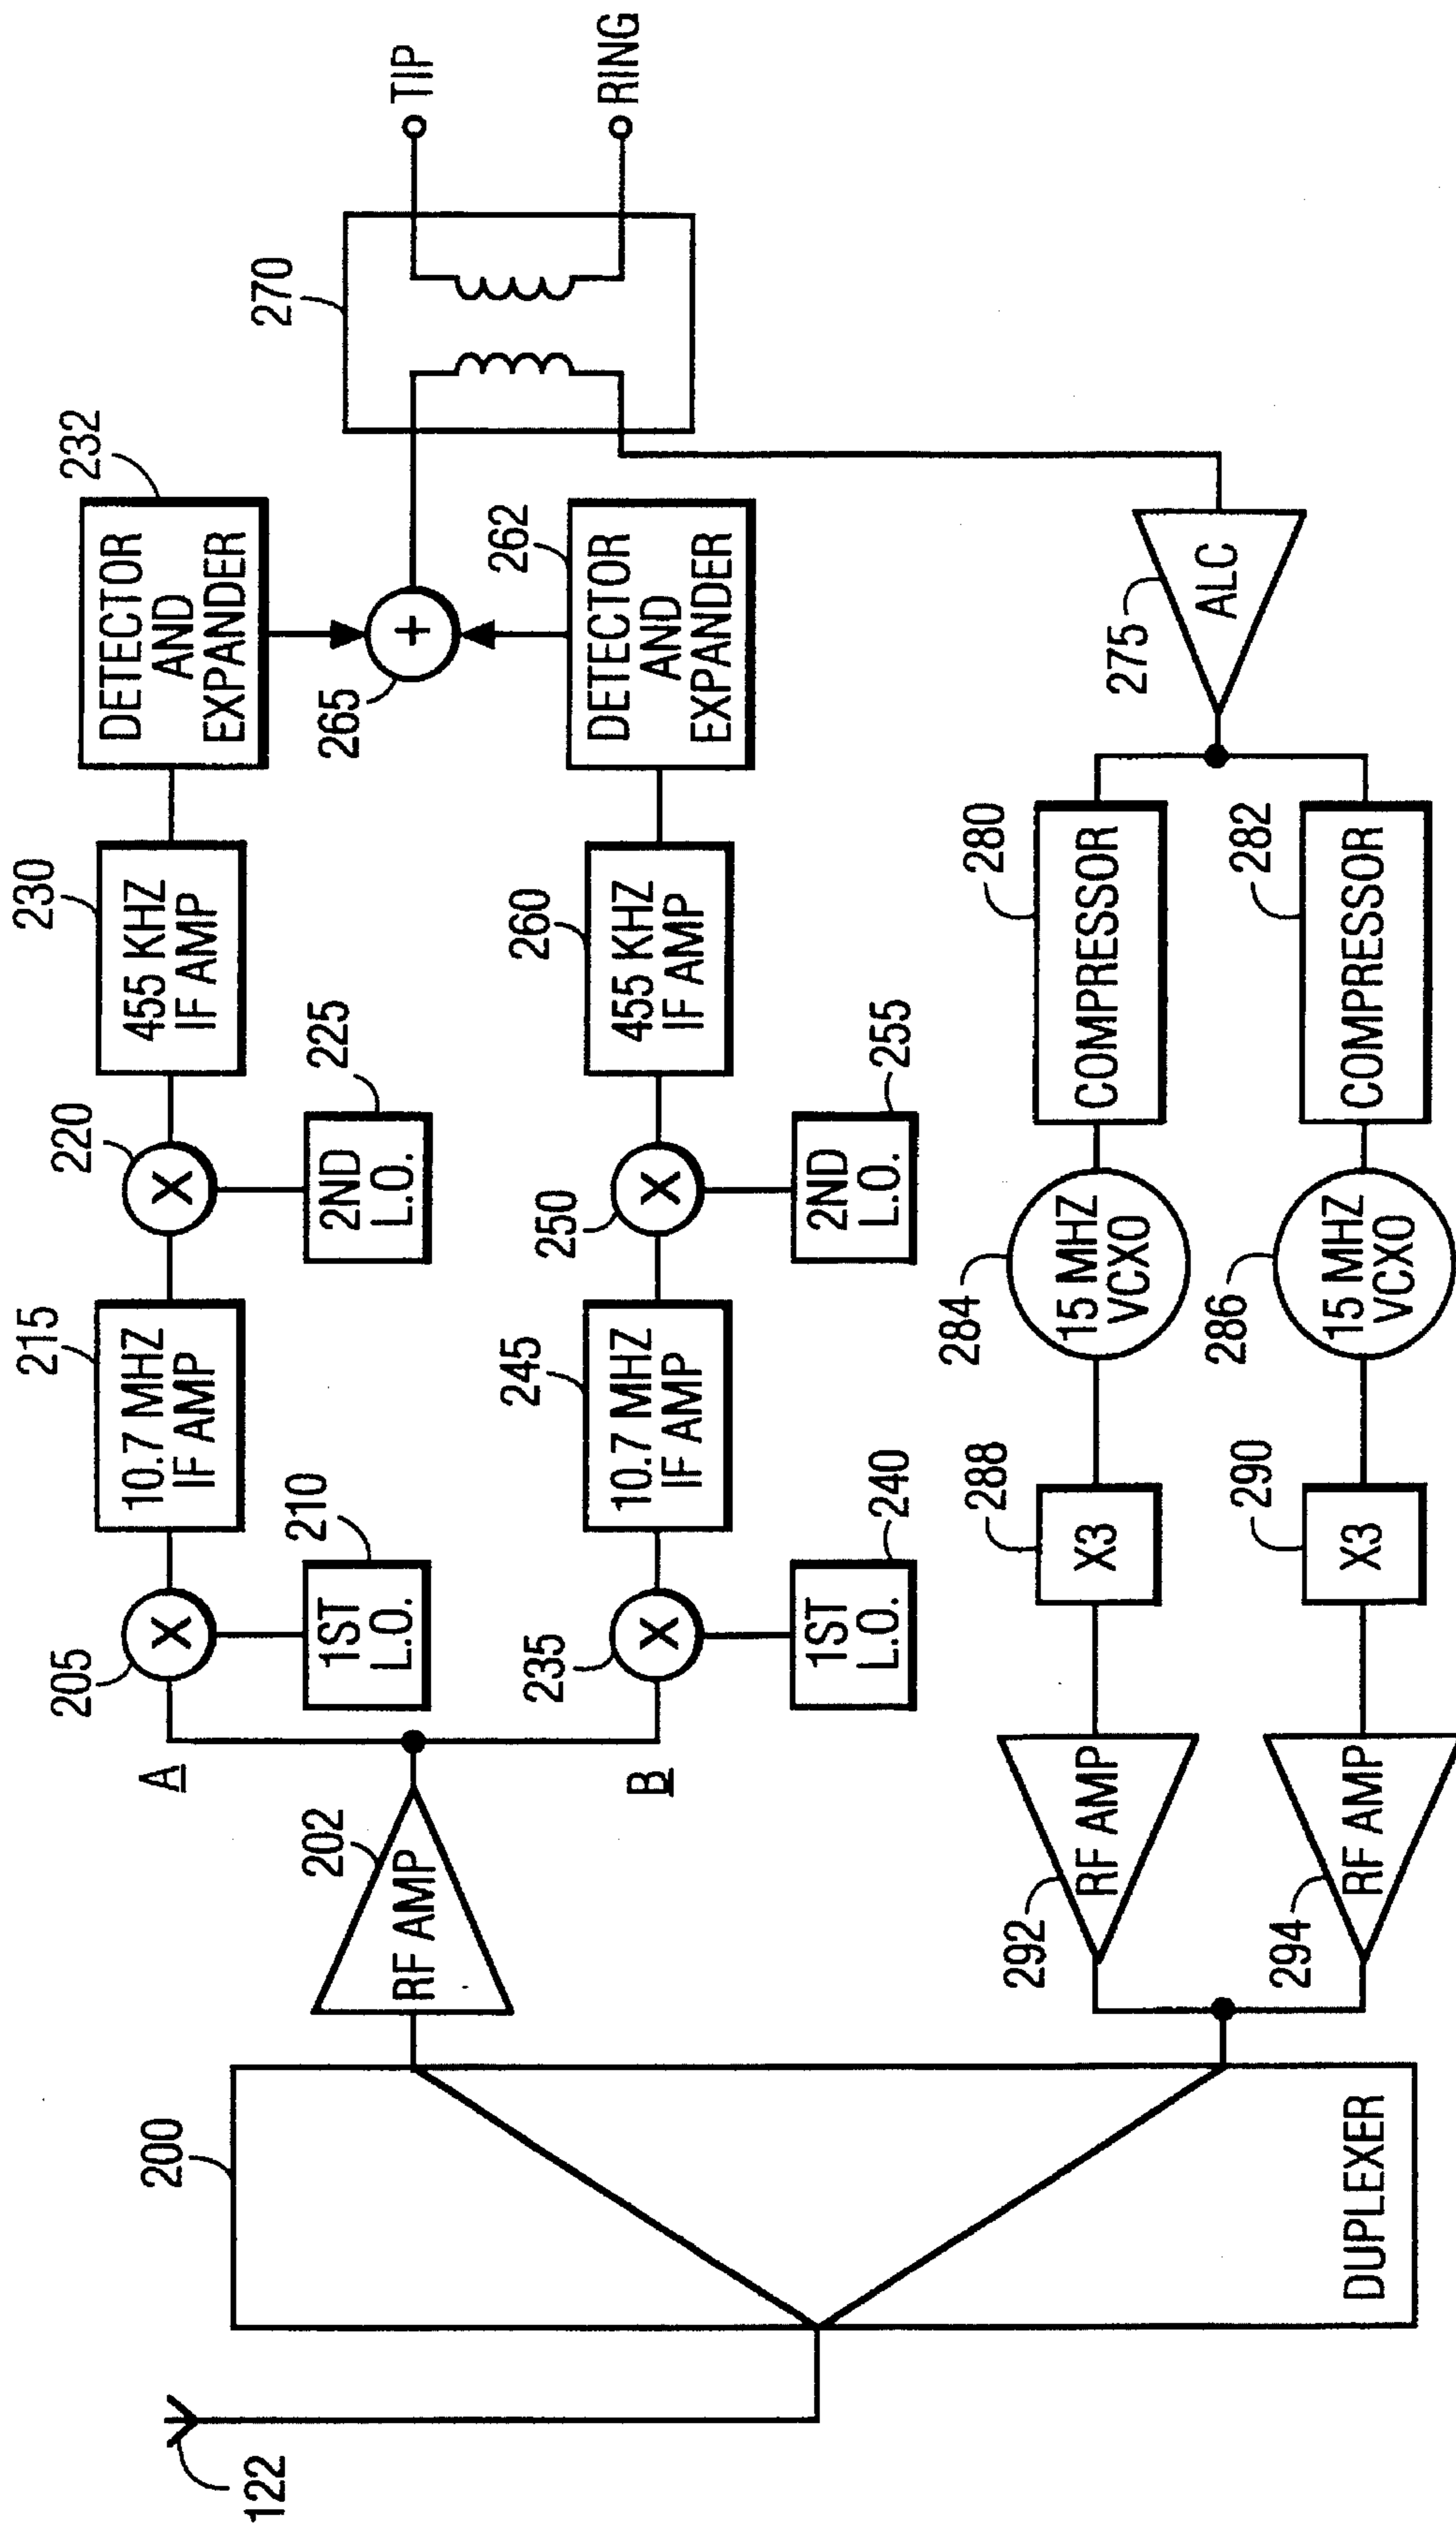 122
200
DUPLEXER
202
RF AMP
A
B
205
X
210
1ST
L.O.
215
10.7 MHZ
IF AMP
220
X
225
2ND
L.O.
230
455 KHZ
IF AMP
232
DETECTOR
AND
EXPANDER
235
X
240
1ST
L.O.
245
10.7 MHZ
IF AMP
250
X
255
2ND
L.O.
260
455 KHZ
IF AMP
262
DETECTOR
AND
EXPANDER
265
+
270
TIP
RING
275
ALC
280
COMPRESSOR
282
COMPRESSOR
284
15 MHZ
VCXO
286
15 MHZ
VCXO
288
X3
290
X3
292
RF AMP
294
RF AMP